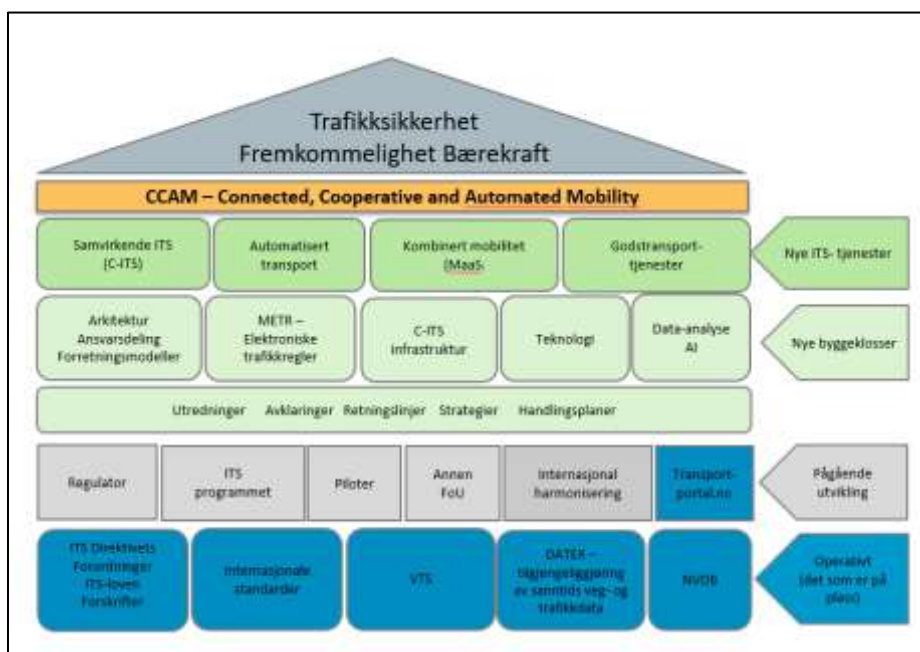 Trafikksikkerhet
Fremkommelighet Bærekraft
CCAM – Connected, Cooperative and Automated Mobility
Samvirkende ITS
(C-ITS)
Automatisert
transport
Kombinert mobilitet
(MaaS
Godstransport-
tjenester
Nye ITS- tjenester
Arkitektur
Ansvarsdeling
Forretningsmodeller
METR –
Elektroniske
trafikkregler
C-ITS
infrastruktur
Teknologi
Data-analyse
AI
Nye byggeklosser
Utredninger Avklaringer Retningslinjer Strategier Handlingsplaner
Regulator
ITS
programmet
Piloter
Annen
FoU
Internasjonal
harmonisering
Transport-
portal.no
Pågående
utvikling
ITS Direktivets
Forordninger
ITS-loven
Forskrifter
Internasjonale
standarder
VTS
DATEX –
tilgjengeliggjøring
av sanntids veg- og
trafikkdata
NVDB
Operativt
(det som er på
plass)